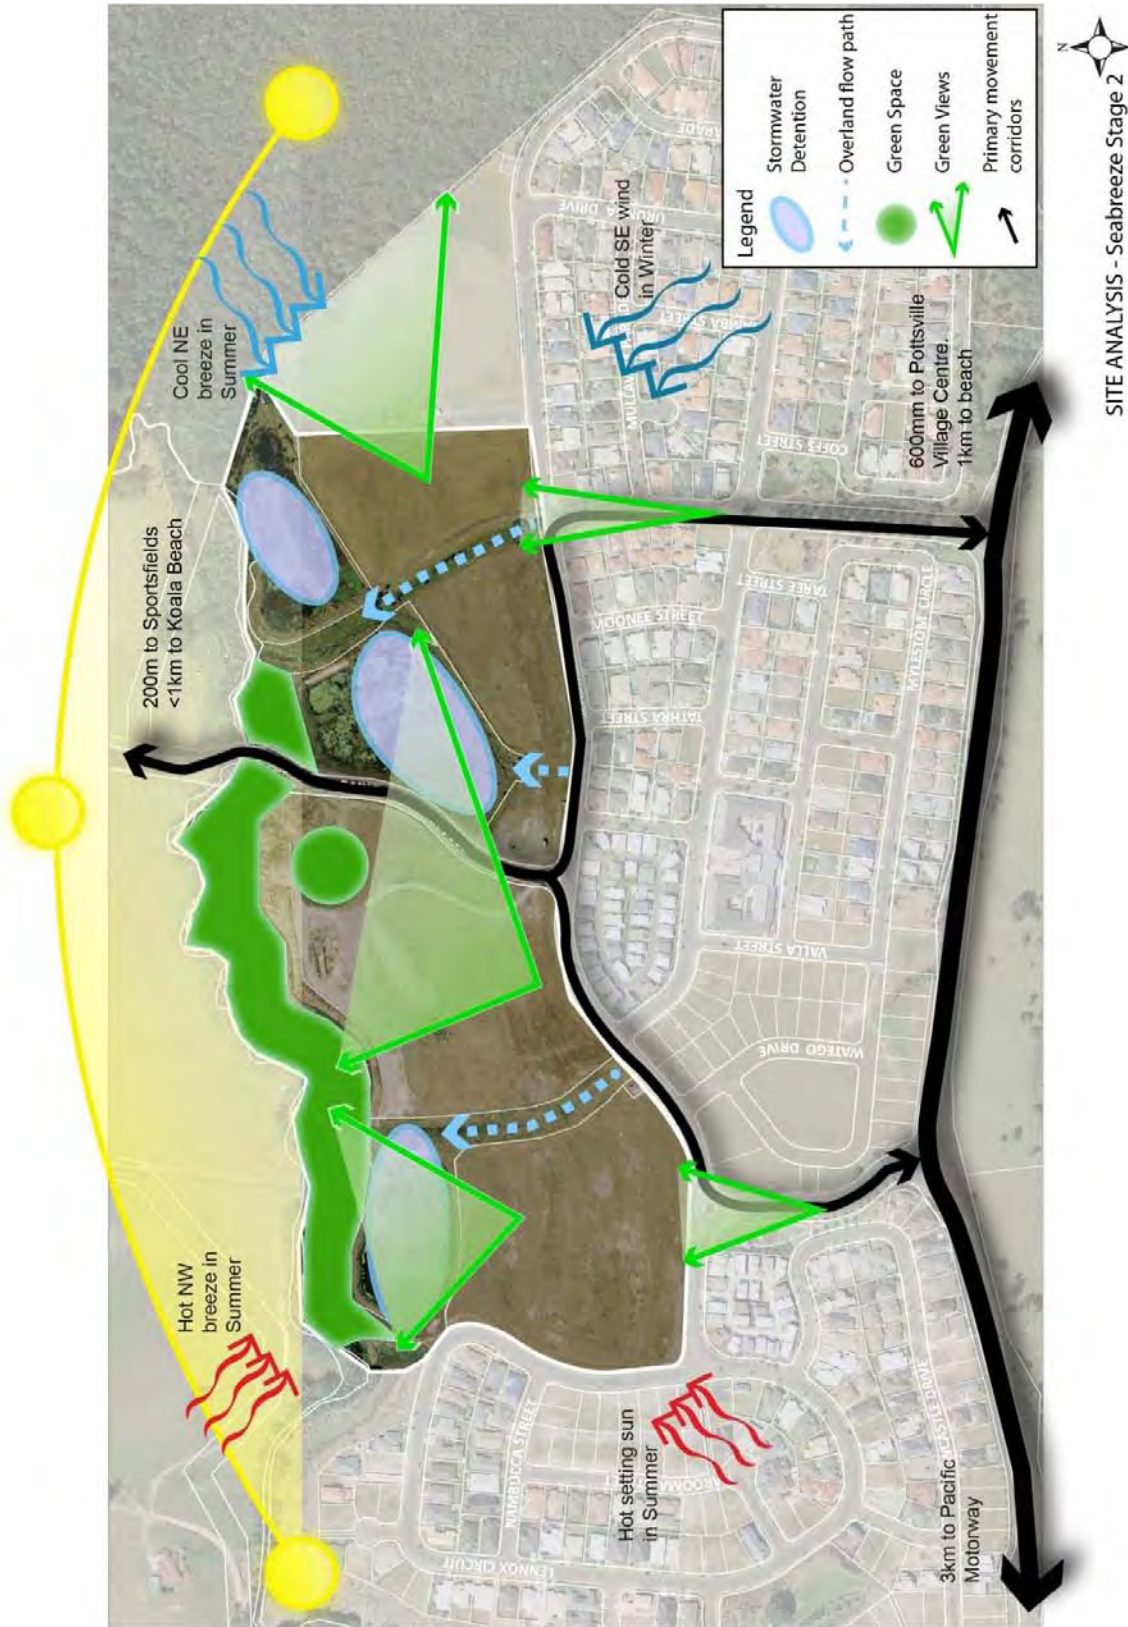 200m to Sportsfields
<1km to Koala Beach
Cool NE
breeze in
Summer
Hot NW
breeze in
Summer
Cold SE wind
in Winter
Hot setting sun
in Summer
600mm to Pottsville
Village Centre.
1km to beach
3km to Pacific
Motorway
NAMBUCCA STREET
LENNOX CIRCUIT
WATEGO DRIVE
VALLA STREET
TATHRA STREET
MOONEE STREET
TAREE STREET
MYLESTOM CIRCLE
COFFS STREET
DRIVE
Legend
Stormwater
Detention
Overland flow path
Green Space
Green Views
Primary movement
corridors
N
SITE ANALYSIS - Seabreeze Stage 2